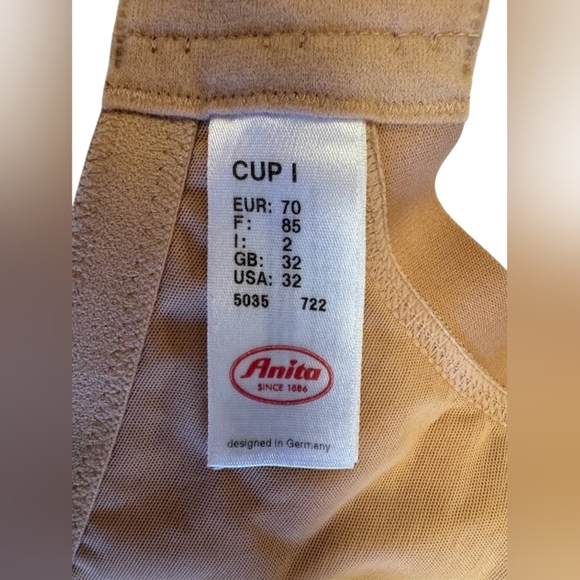 CUP I
EUR: 70
F: 85
I: 2
GB: 32
USA: 32
5035 722
Anita
SINCE 1886
designed in Germany